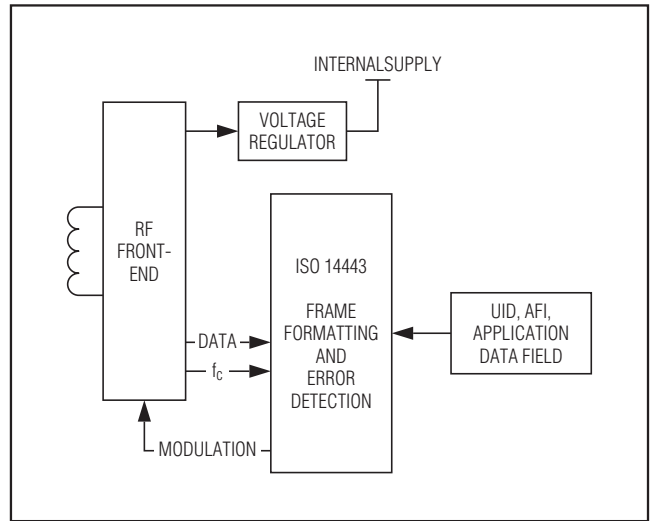 INTERNALSUPPLY
VOLTAGE
REGULATOR
RF
FRONT-
END
ISO 14443
FRAME
FORMATTING
AND
ERROR
DETECTION
UID, AFI,
APPLICATION
DATA FIELD
DATA
fC
MODULATION